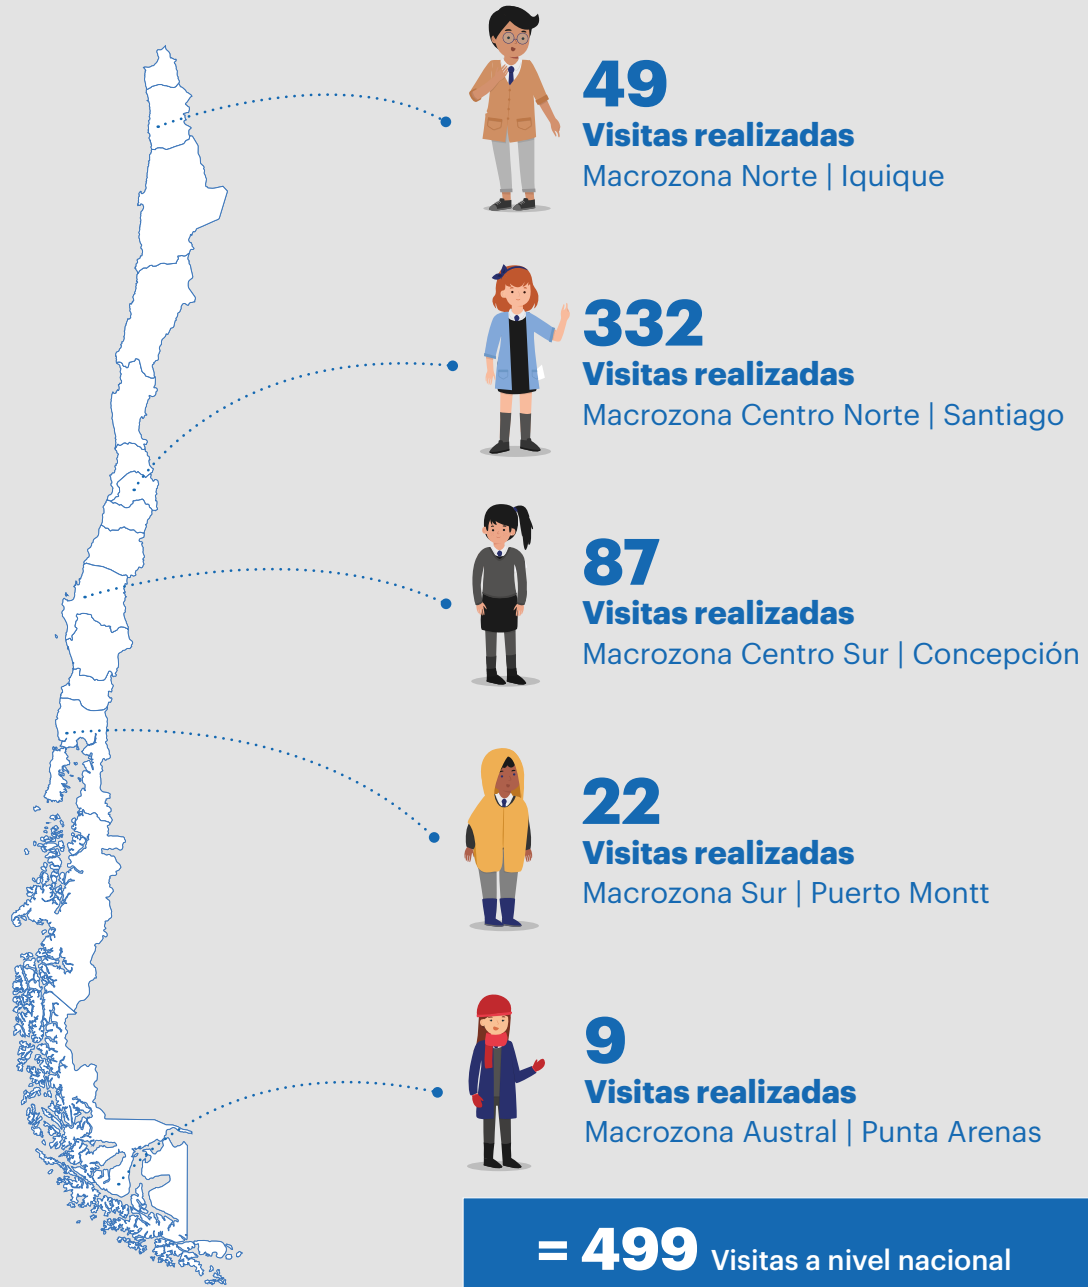 49
Visitas realizadas
Macrozona Norte | Iquique
332
Visitas realizadas
Macrozona Centro Norte | Santiago
87
Visitas realizadas
Macrozona Centro Sur | Concepción
22
Visitas realizadas
Macrozona Sur | Puerto Montt
9
Visitas realizadas
Macrozona Austral | Punta Arenas
= 499 Visitas a nivel nacional